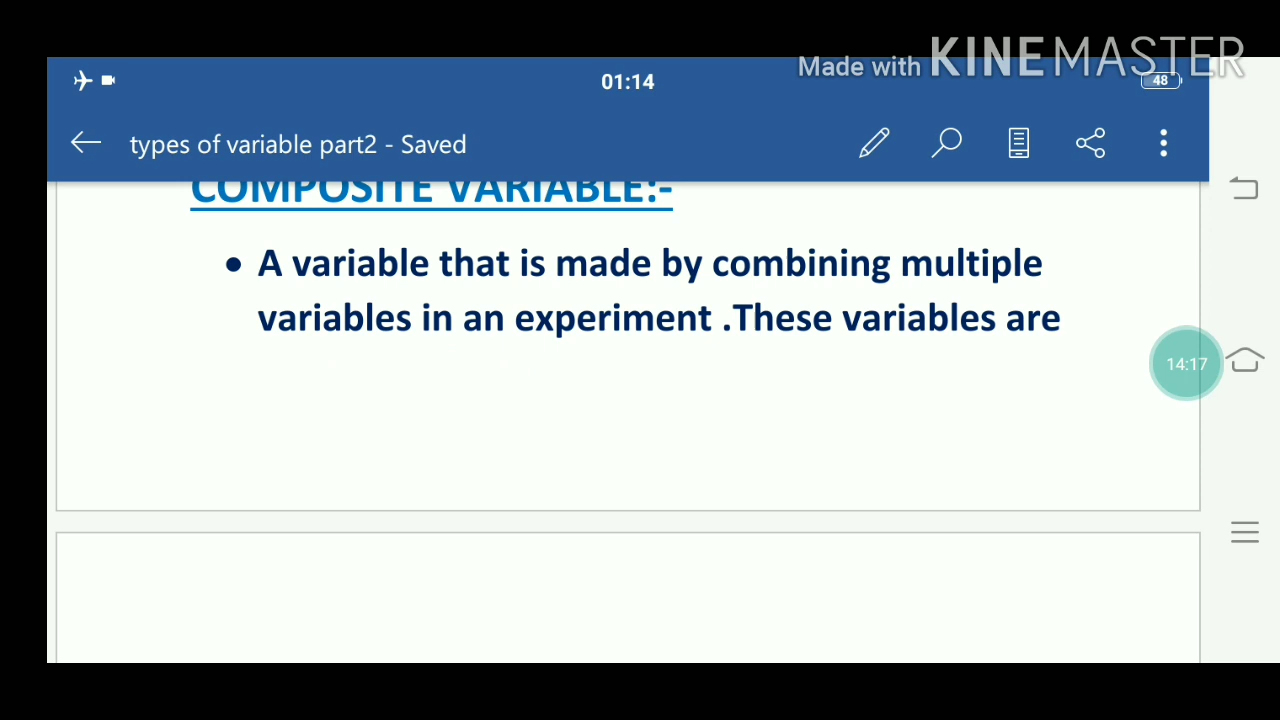 Made with KINEMASTER
01:14
48
types of variable part2 - Saved
COMPOSITE VARIABLE:-
• A variable that is made by combining multiple
variables in an experiment .These variables are
14:17